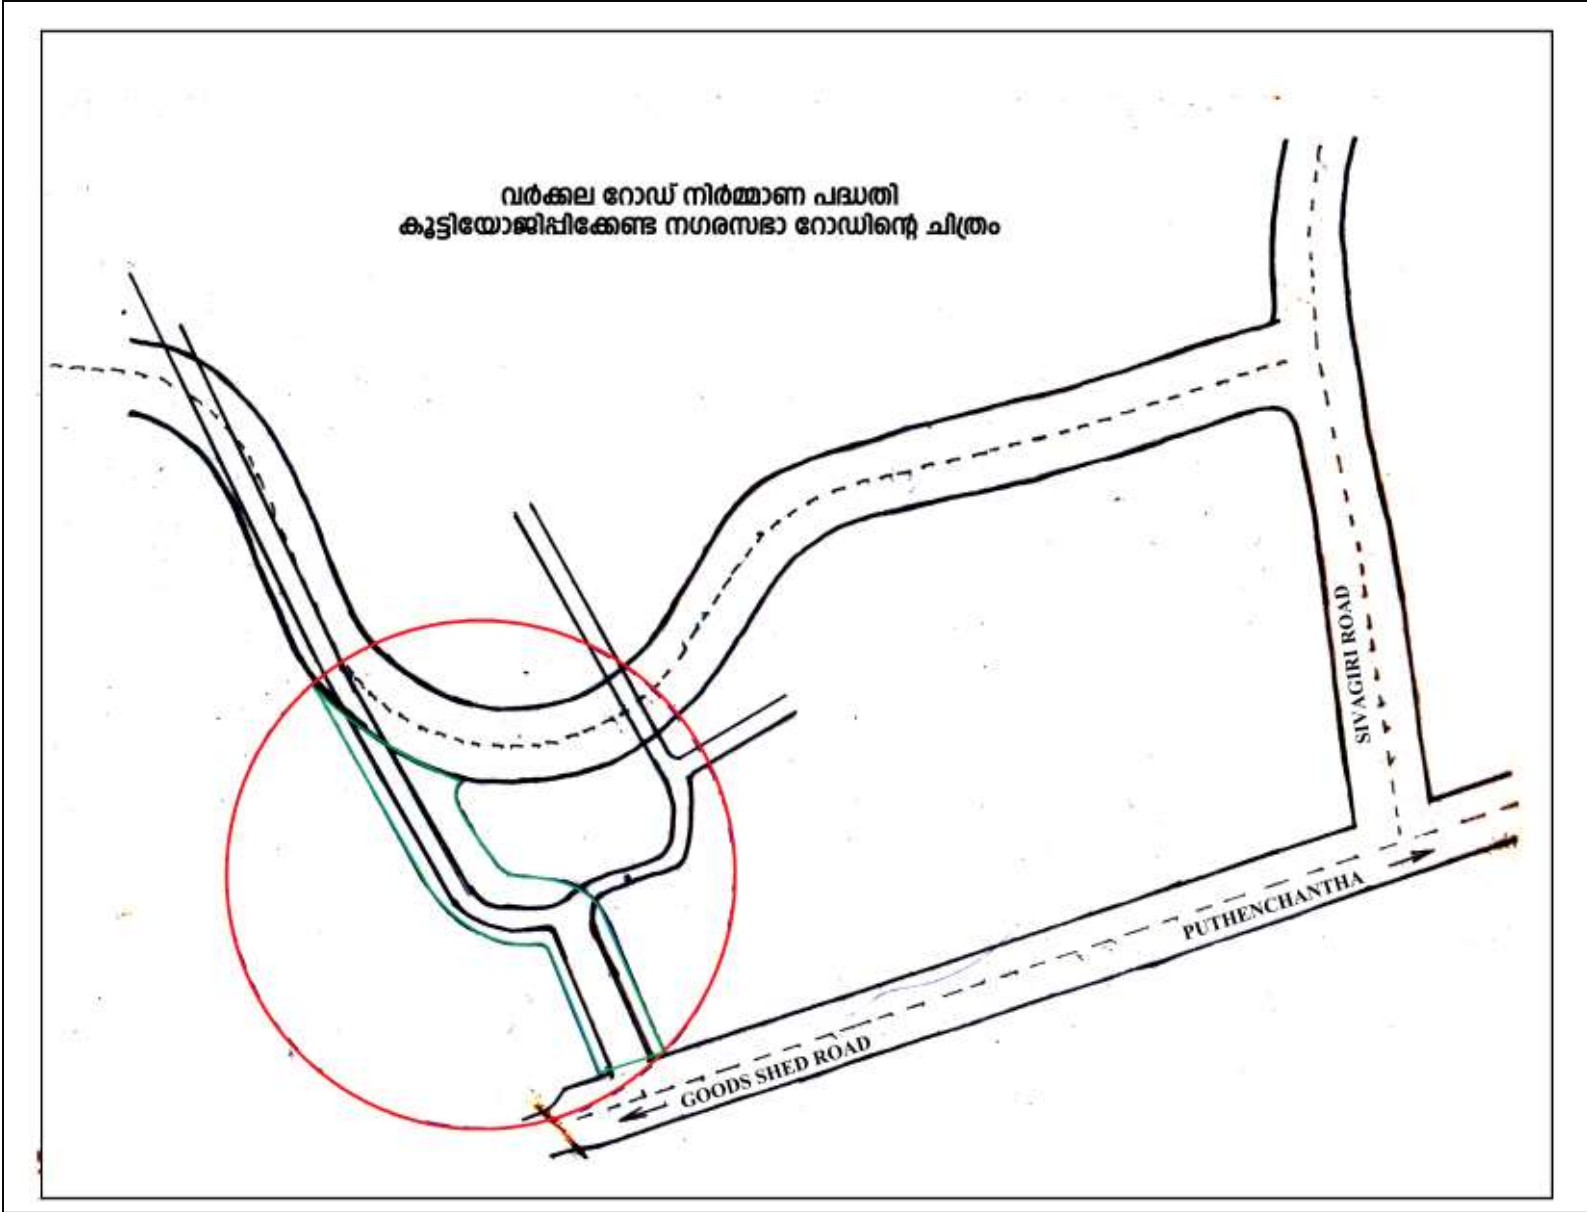 വർക്കല റോഡ് നിർമ്മാണ പദ്ധതി
കൂട്ടിയോജിപ്പിക്കേണ്ട നഗരസഭാ റോഡിന്റെ ചിത്രം
SIVAGIRI ROAD
PUTHENCHANTHA
GOODS SHED ROAD